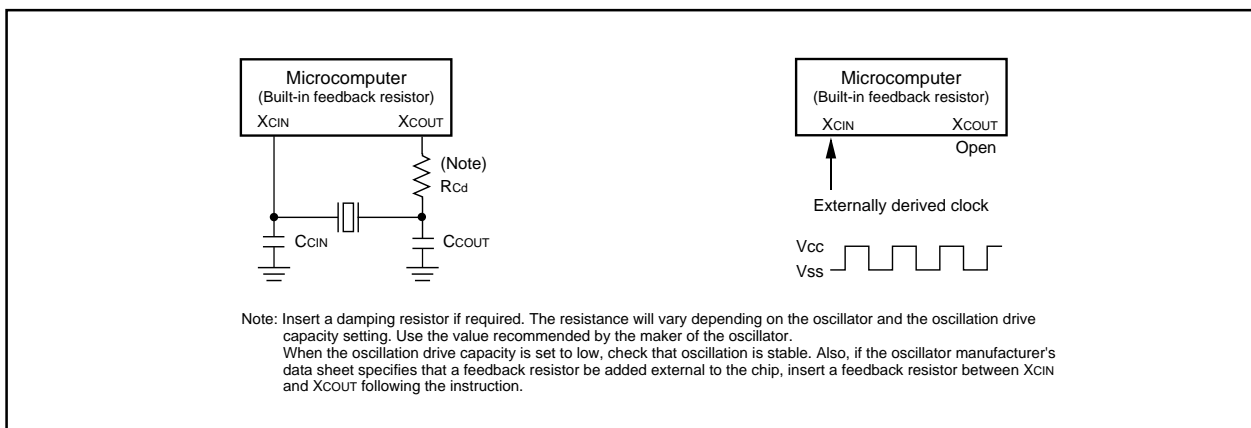 Microcomputer
(Built-in feedback resistor)
XCIN XCOUT
(Note)
RCd
CCIN CCOUT
Microcomputer
(Built-in feedback resistor)
XCIN XCOUT
Open
Externally derived clock
Vcc
Vss
Note: Insert a damping resistor if required. The resistance will vary depending on the oscillator and the oscillation drive
capacity setting. Use the value recommended by the maker of the oscillator.
When the oscillation drive capacity is set to low, check that oscillation is stable. Also, if the oscillator manufacturer's
data sheet specifies that a feedback resistor be added external to the chip, insert a feedback resistor between XCIN
and XCOUT following the instruction.